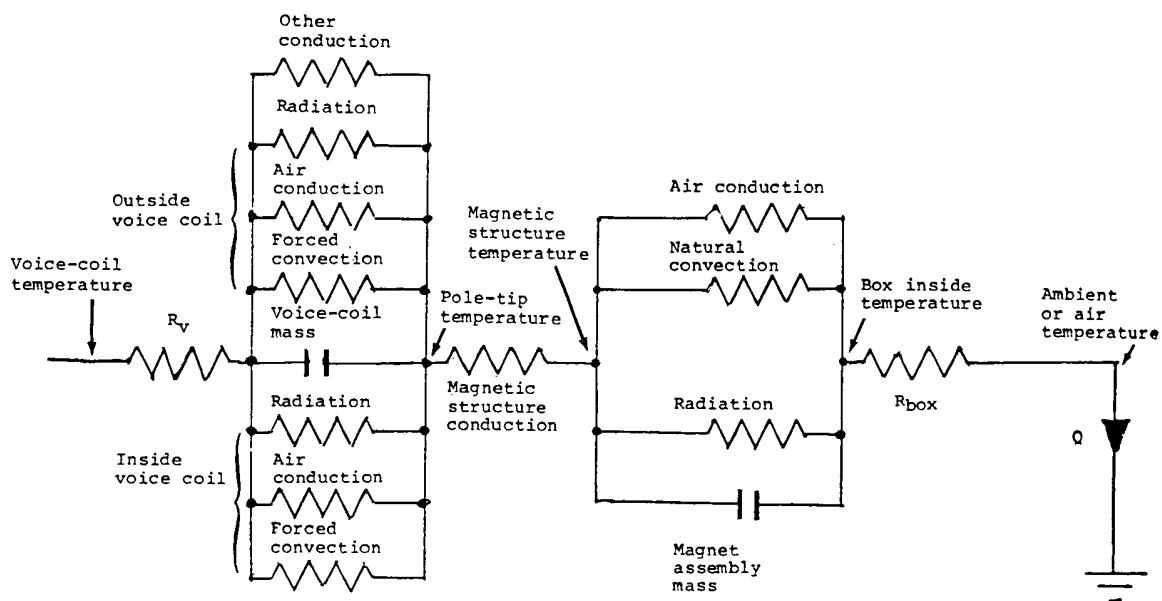 Other
conduction
Radiation
Air
conduction
Outside
voice coil
Forced
convection
Voice-coil
temperature
Rv
Voice-coil
mass
Pole-tip
temperature
Magnetic
structure
conduction
Radiation
Inside
voice coil
Air
conduction
Forced
convection
Magnetic
structure
temperature
Air conduction
Natural
convection
Radiation
Magnet
assembly
mass
Box inside
temperature
Rbox
Ambient
or air
temperature
Q